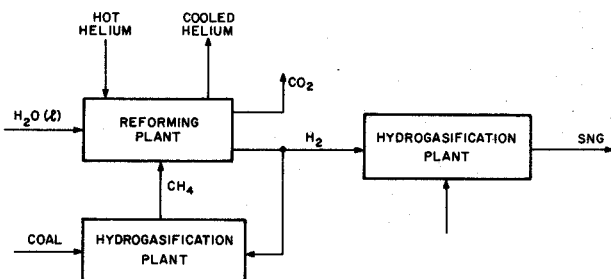 HOT
HELIUM
COOLED
HELIUM
CO₂
H₂O (ℓ)
REFORMING
PLANT
H₂
HYDROGASIFICATION
PLANT
SNG
CH₄
COAL
HYDROGASIFICATION
PLANT